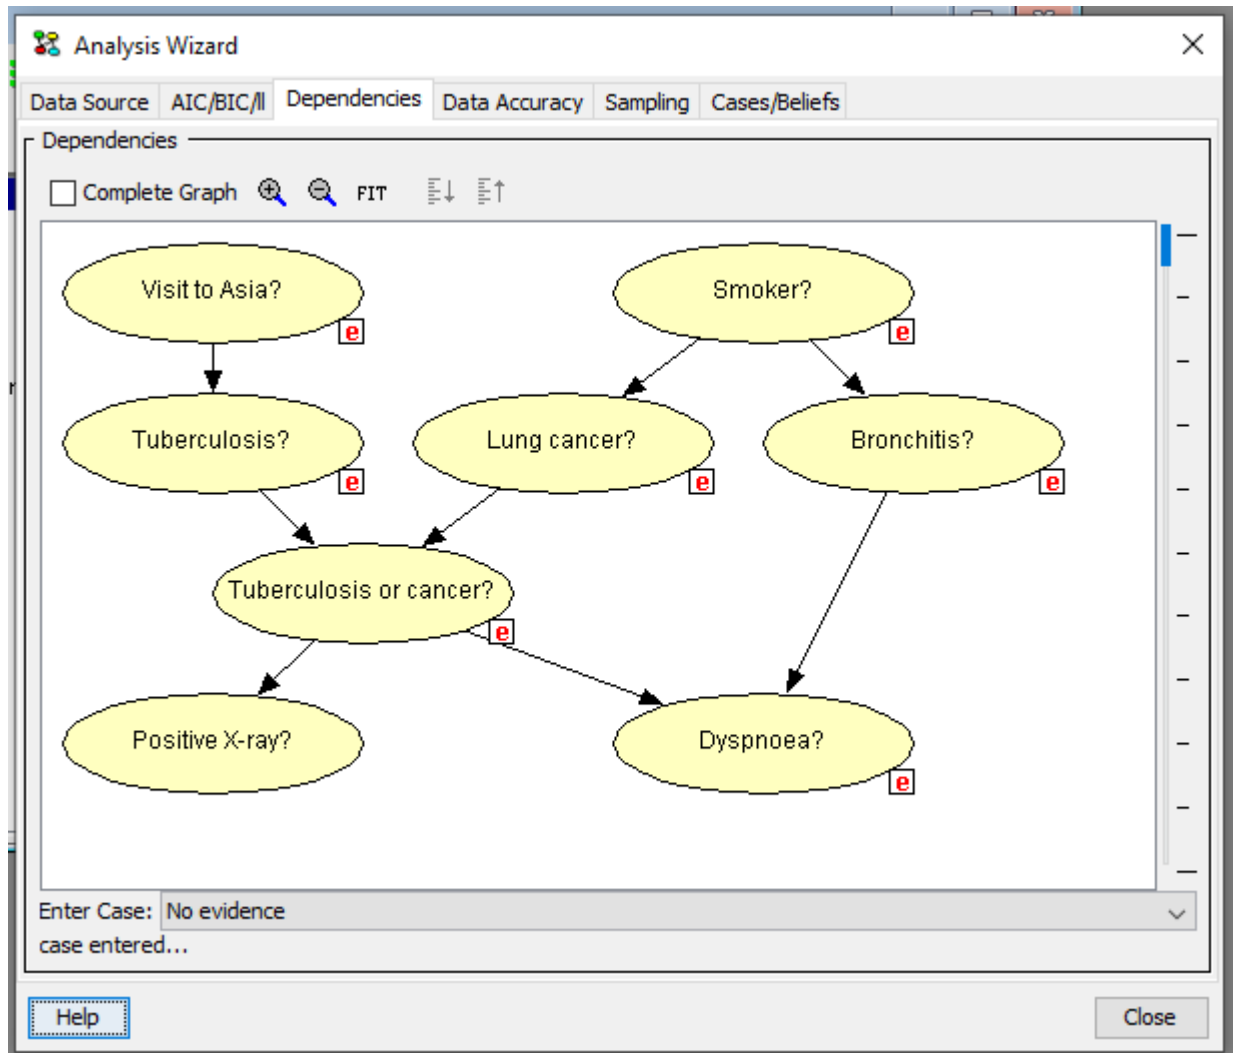 Analysis Wizard
Data Source AIC/BIC/ll Dependencies Data Accuracy Sampling Cases/Beliefs
Dependencies
Complete Graph FIT
Visit to Asia? Smoker?
e e
Tuberculosis? Lung cancer? Bronchitis?
e e e
Tuberculosis or cancer?
e
Positive X-ray? Dyspnoea?
e
Enter Case: No evidence
case entered...
Help Close